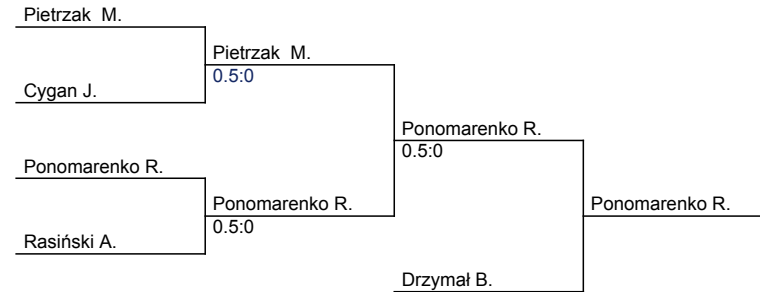 Pietrzak  M.
Pietrzak  M.
0.5:0
Cygan J.
Ponomarenko R.
0.5:0
Ponomarenko R.
Ponomarenko R.
Ponomarenko R.
0.5:0
Rasiński A.
Drzymał B.